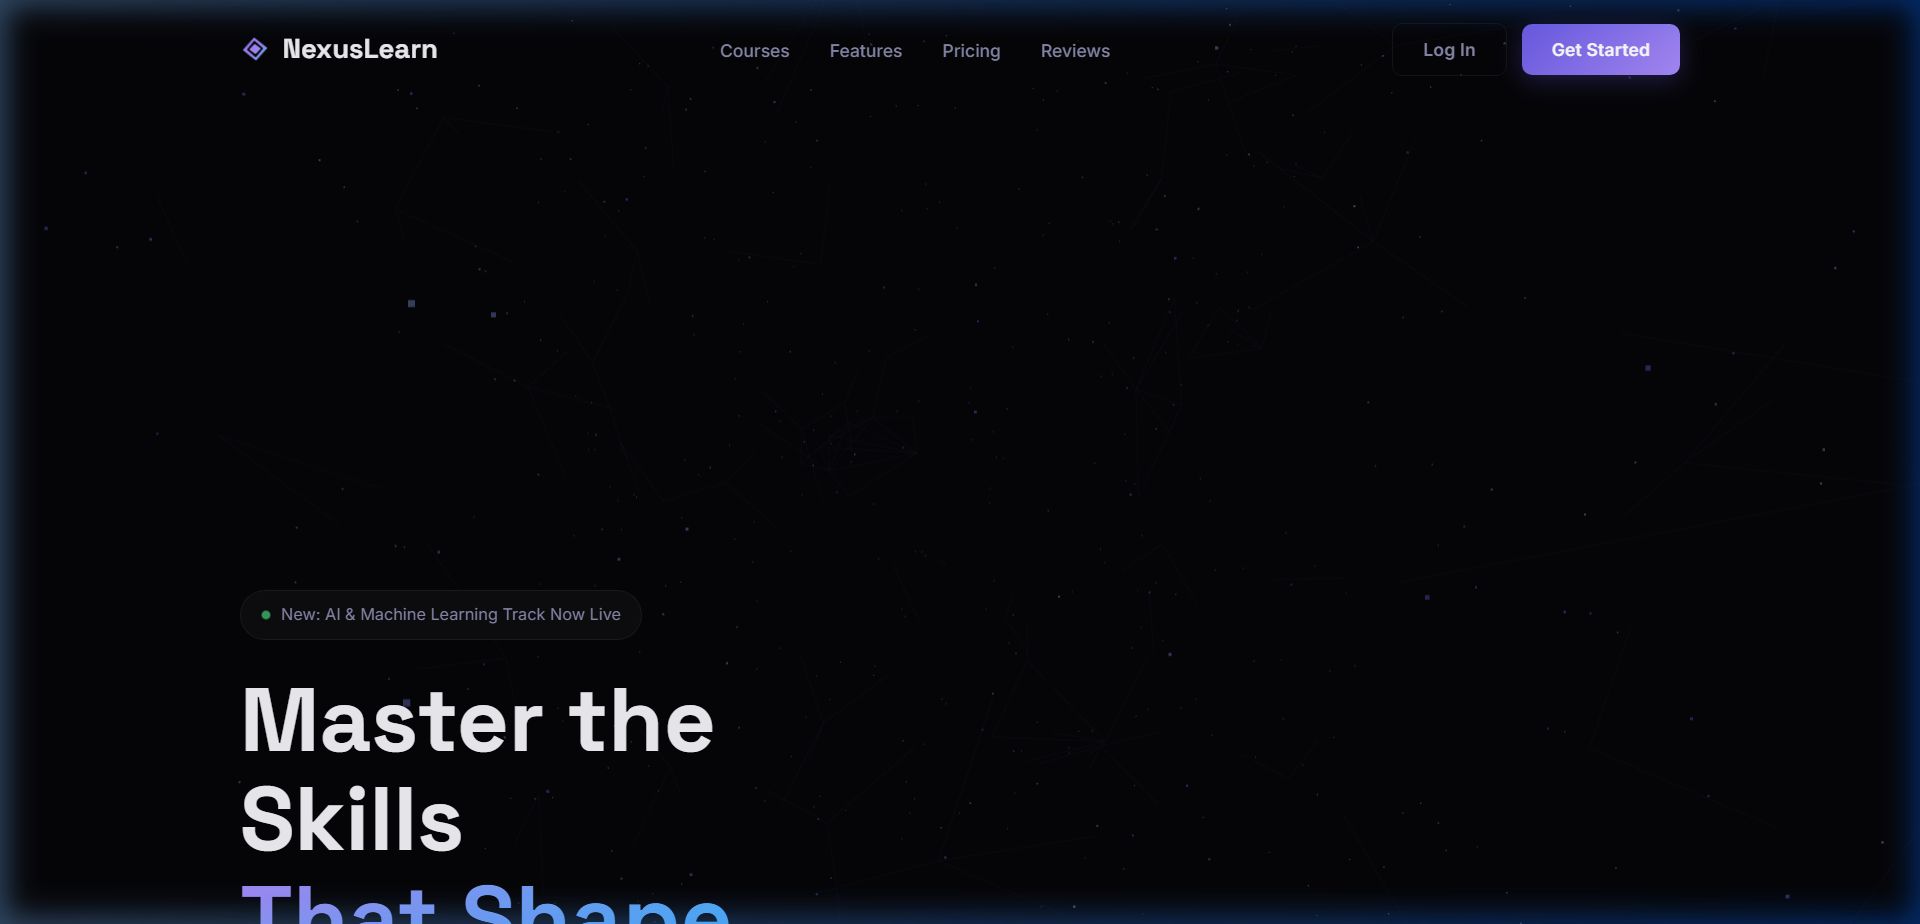 NexusLearn
Courses
Features
Pricing
Reviews
Log In
Get Started
New: AI & Machine Learning Track Now Live
Master the
Skills
That Shape